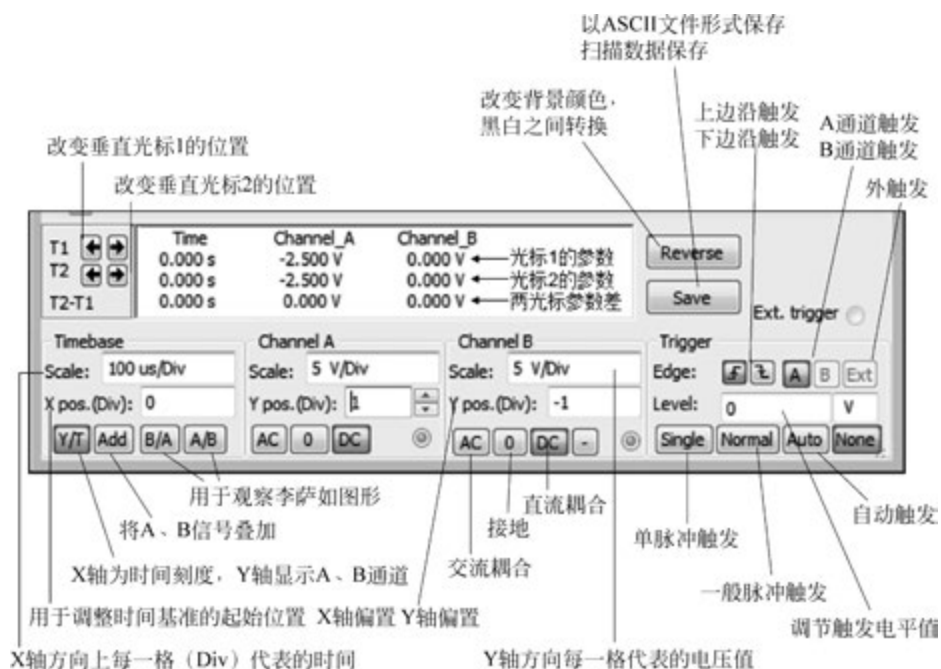 以ASCII文件形式保存
扫描数据保存
改变背景颜色，
黑白之间转换
上边沿触发
下边沿触发
A通道触发
B通道触发
外触发
改变垂直光标1的位置
改变垂直光标2的位置
T1
T2
T2-T1
Time Channel_A Channel_B
0.000 s -2.500 V 0.000 V 光标1的参数
0.000 s -2.500 V 0.000 V 光标2的参数
0.000 s 0.000 V 0.000 V 两光标参数差
Reverse
Save
Ext. trigger
Timebase
Scale: 100 us/Div
X pos.(Div): 0
Y/T Add B/A A/B
Channel A
Scale: 5 V/Div
Y pos.(Div): 1
AC 0 DC
Channel B
Scale: 5 V/Div
Y pos.(Div): -1
AC 0 DC -
Trigger
Edge: A B Ext
Level: 0 V
Single Normal Auto None
用于观察李萨如图形
将A、B信号叠加
X轴为时间刻度，Y轴显示A、B通道
用于调整时间基准的起始位置 X轴偏置 Y轴偏置
X轴方向上每一格（Div）代表的时间
直流耦合
接地
交流耦合
Y轴方向每一格代表的电压值
单脉冲触发
一般脉冲触发
自动触发
调节触发电平值